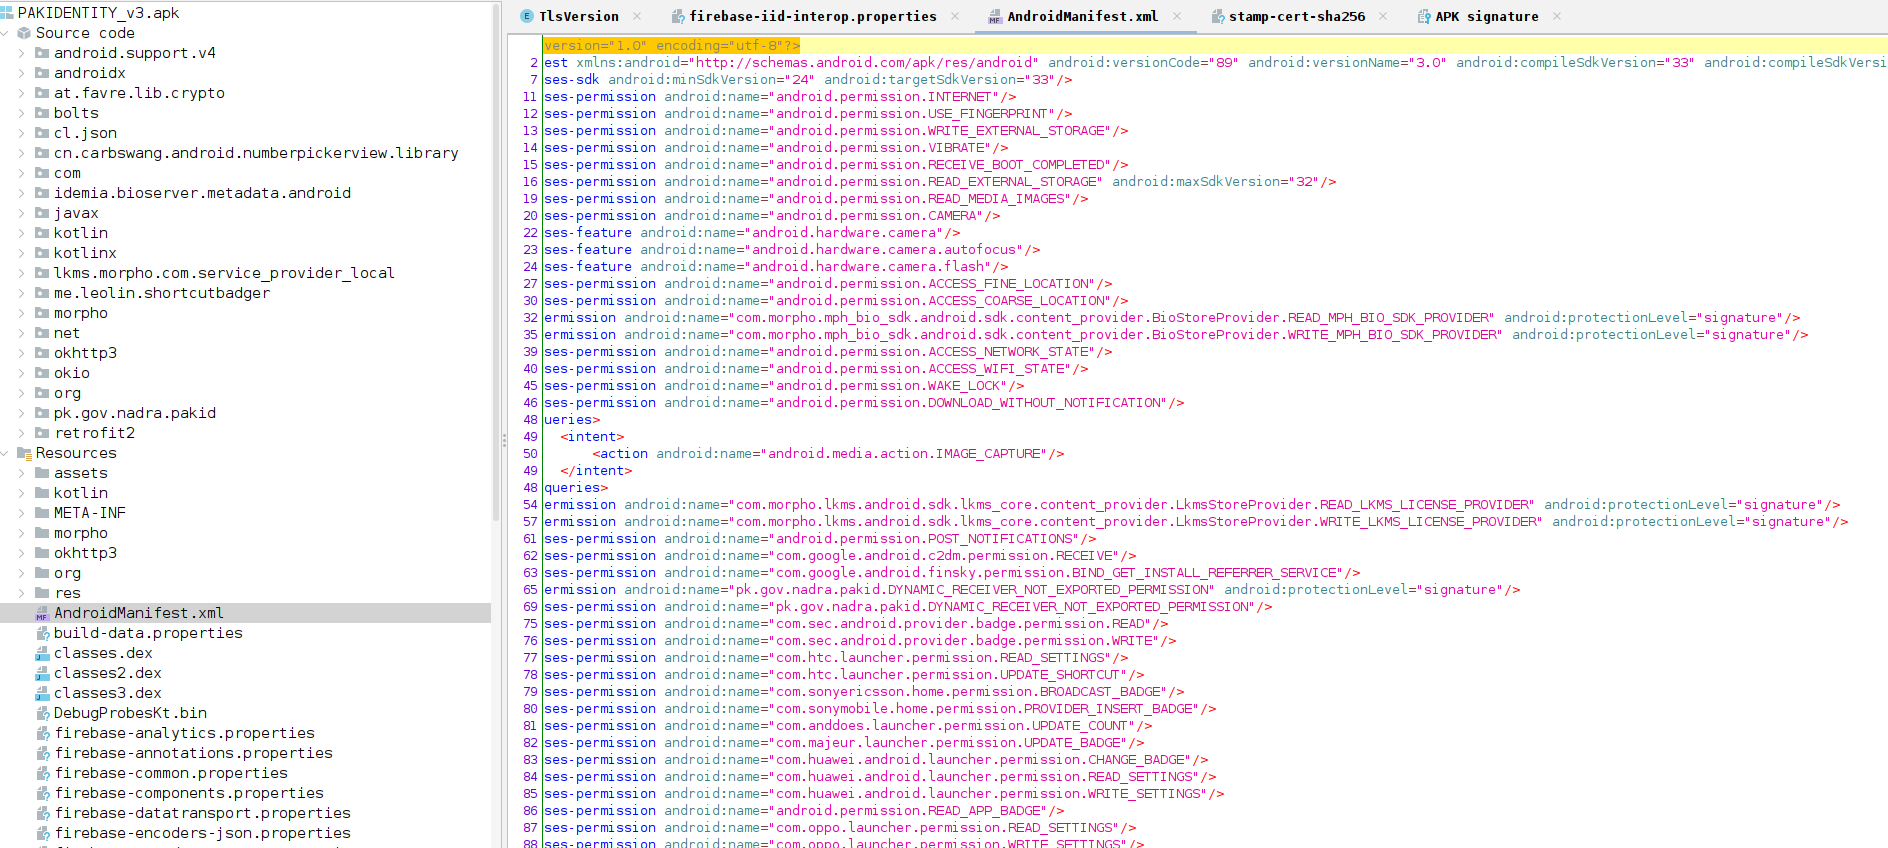 PAKIDENTITY_v3.apk
Source code
android.support.v4
androidx
at.favre.lib.crypto
bolts
cl.json
cn.carbswang.android.numberpickerview.library
com
idemia.bioserver.metadata.android
javax
kotlin
kotlinx
lkms.morpho.com.service_provider_local
me.leolin.shortcutbadger
morpho
net
okhttp3
okio
org
pk.gov.nadra.pakid
retrofit2
Resources
assets
kotlin
META-INF
morpho
okhttp3
org
res
AndroidManifest.xml
build-data.properties
classes.dex
classes2.dex
classes3.dex
DebugProbesKt.bin
firebase-analytics.properties
firebase-annotations.properties
firebase-common.properties
firebase-components.properties
firebase-datatransport.properties
firebase-encoders-json.properties
TlsVersion
firebase-iid-interop.properties
AndroidManifest.xml
stamp-cert-sha256
APK signature
version="1.0" encoding="utf-8"?>
2 est xmlns:android="http://schemas.android.com/apk/res/android" android:versionCode="89" android:versionName="3.0" android:compileSdkVersion="33" android:compileSdkVersi
7 ses-sdk android:minSdkVersion="24" android:targetSdkVersion="33"/>
11 ses-permission android:name="android.permission.INTERNET"/>
12 ses-permission android:name="android.permission.USE_FINGERPRINT"/>
13 ses-permission android:name="android.permission.WRITE_EXTERNAL_STORAGE"/>
14 ses-permission android:name="android.permission.VIBRATE"/>
15 ses-permission android:name="android.permission.RECEIVE_BOOT_COMPLETED"/>
16 ses-permission android:name="android.permission.READ_EXTERNAL_STORAGE" android:maxSdkVersion="32"/>
19 ses-permission android:name="android.permission.READ_MEDIA_IMAGES"/>
20 ses-permission android:name="android.permission.CAMERA"/>
22 ses-feature android:name="android.hardware.camera"/>
23 ses-feature android:name="android.hardware.camera.autofocus"/>
24 ses-feature android:name="android.hardware.camera.flash"/>
27 ses-permission android:name="android.permission.ACCESS_FINE_LOCATION"/>
30 ses-permission android:name="android.permission.ACCESS_COARSE_LOCATION"/>
32 ermission android:name="com.morpho.mph_bio_sdk.android.sdk.content_provider.BioStoreProvider.READ_MPH_BIO_SDK_PROVIDER" android:protectionLevel="signature"/>
35 ermission android:name="com.morpho.mph_bio_sdk.android.sdk.content_provider.BioStoreProvider.WRITE_MPH_BIO_SDK_PROVIDER" android:protectionLevel="signature"/>
39 ses-permission android:name="android.permission.ACCESS_NETWORK_STATE"/>
40 ses-permission android:name="android.permission.ACCESS_WIFI_STATE"/>
45 ses-permission android:name="android.permission.WAKE_LOCK"/>
46 ses-permission android:name="android.permission.DOWNLOAD_WITHOUT_NOTIFICATION"/>
48 ueries>
49 <intent>
50 <action android:name="android.media.action.IMAGE_CAPTURE"/>
49 </intent>
48 queries>
54 ermission android:name="com.morpho.lkms.android.sdk.lkms_core.content_provider.LkmsStoreProvider.READ_LKMS_LICENSE_PROVIDER" android:protectionLevel="signature"/>
57 ermission android:name="com.morpho.lkms.android.sdk.lkms_core.content_provider.LkmsStoreProvider.WRITE_LKMS_LICENSE_PROVIDER" android:protectionLevel="signature"/>
61 ses-permission android:name="android.permission.POST_NOTIFICATIONS"/>
62 ses-permission android:name="com.google.android.c2dm.permission.RECEIVE"/>
63 ses-permission android:name="com.google.android.finsky.permission.BIND_GET_INSTALL_REFERRER_SERVICE"/>
65 ermission android:name="pk.gov.nadra.pakid.DYNAMIC_RECEIVER_NOT_EXPORTED_PERMISSION" android:protectionLevel="signature"/>
69 ses-permission android:name="pk.gov.nadra.pakid.DYNAMIC_RECEIVER_NOT_EXPORTED_PERMISSION"/>
75 ses-permission android:name="com.sec.android.provider.badge.permission.READ"/>
76 ses-permission android:name="com.sec.android.provider.badge.permission.WRITE"/>
77 ses-permission android:name="com.htc.launcher.permission.READ_SETTINGS"/>
78 ses-permission android:name="com.htc.launcher.permission.UPDATE_SHORTCUT"/>
79 ses-permission android:name="com.sonyericsson.home.permission.BROADCAST_BADGE"/>
80 ses-permission android:name="com.sonymobile.home.permission.PROVIDER_INSERT_BADGE"/>
81 ses-permission android:name="com.anddoes.launcher.permission.UPDATE_COUNT"/>
82 ses-permission android:name="com.majeur.launcher.permission.UPDATE_BADGE"/>
83 ses-permission android:name="com.huawei.android.launcher.permission.CHANGE_BADGE"/>
84 ses-permission android:name="com.huawei.android.launcher.permission.READ_SETTINGS"/>
85 ses-permission android:name="com.huawei.android.launcher.permission.WRITE_SETTINGS"/>
86 ses-permission android:name="android.permission.READ_APP_BADGE"/>
87 ses-permission android:name="com.oppo.launcher.permission.READ_SETTINGS"/>
88 ses-permission android:name="com.oppo.launcher.permission.WRITE_SETTINGS"/>